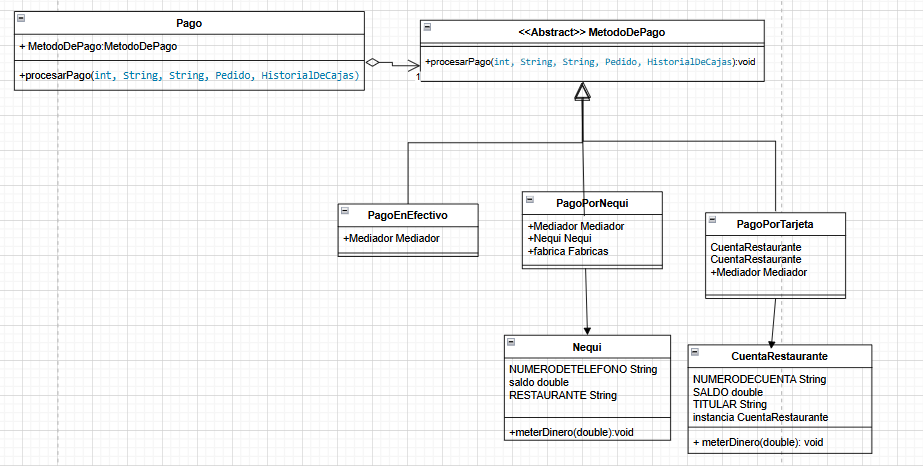 Pago
+ MetodoDePago:MetodoDePago
+procesarPago(int, String, String, Pedido, HistorialDeCajas)
1
<<Abstract>> MetodoDePago
+procesarPago(int, String, String, Pedido, HistorialDeCajas):void
PagoEnEfectivo
+Mediador Mediador
PagoPorNequi
+Mediador Mediador
+Nequi Nequi
+fabrica Fabricas
PagoPorTarjeta
CuentaRestaurante
CuentaRestaurante
+Mediador Mediador
Nequi
NUMERODETELEFONO String
saldo double
RESTAURANTE String
+meterDinero(double):void
CuentaRestaurante
NUMERODECUENTA String
SALDO double
TITULAR String
instancia CuentaRestaurante
+ meterDinero(double): void